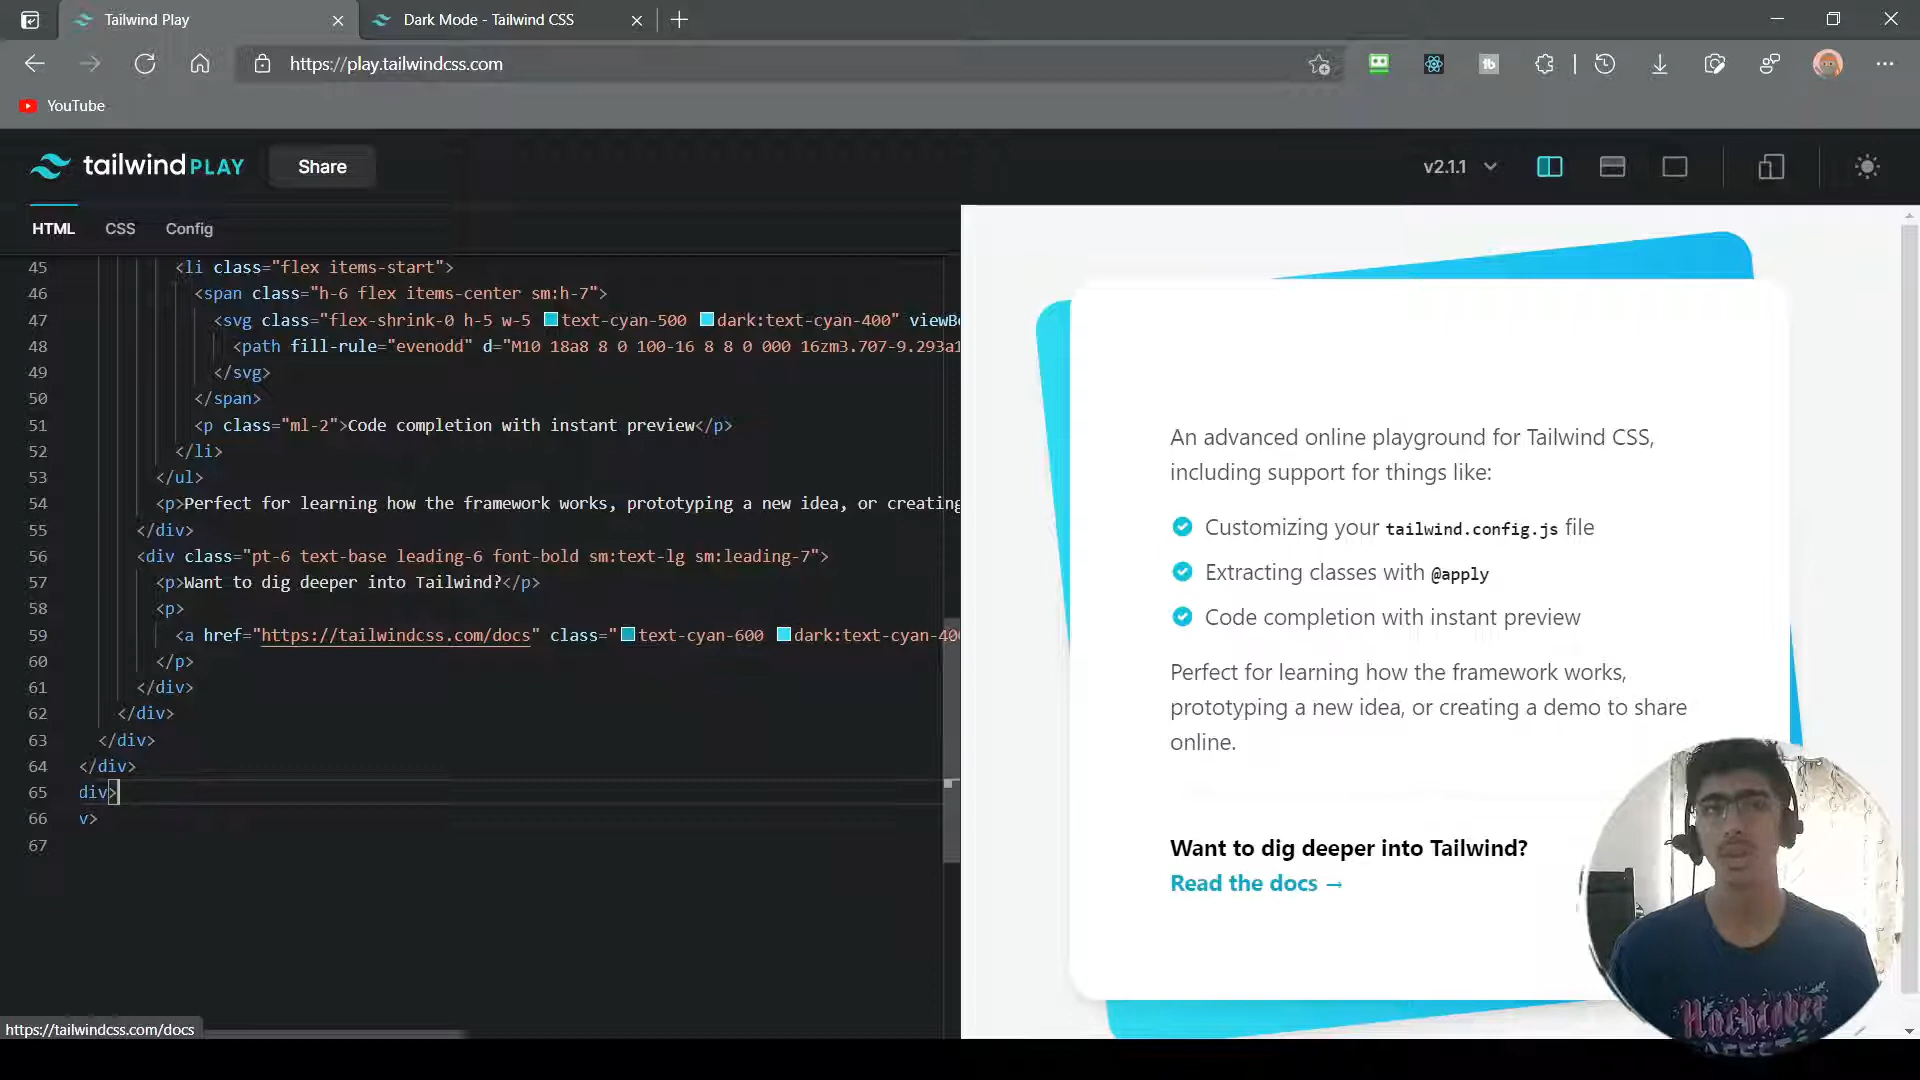 Tailwind Play
Dark Mode - Tailwind CSS
https://play.tailwindcss.com
YouTube
tailwind PLAY
Share
v2.1.1
HTML CSS Config
45 <li class="flex items-start">
46 <span class="h-6 flex items-center sm:h-7">
47 <svg class="flex-shrink-0 h-5 w-5 text-cyan-500 dark:text-cyan-400" viewBo
48 <path fill-rule="evenodd" d="M10 18a8 8 0 100-16 8 8 0 000 16zm3.707-9.293a1
49 </svg>
50 </span>
51 <p class="ml-2">Code completion with instant preview</p>
52 </li>
53 </ul>
54 <p>Perfect for learning how the framework works, prototyping a new idea, or creating
55 </div>
56 <div class="pt-6 text-base leading-6 font-bold sm:text-lg sm:leading-7">
57 <p>Want to dig deeper into Tailwind?</p>
58 <p>
59 <a href="https://tailwindcss.com/docs" class="text-cyan-600 dark:text-cyan-400
60 </p>
61 </div>
62 </div>
63 </div>
64 </div>
65 div>
66 v>
67
https://tailwindcss.com/docs
An advanced online playground for Tailwind CSS,
including support for things like:
Customizing your tailwind.config.js file
Extracting classes with @apply
Code completion with instant preview
Perfect for learning how the framework works,
prototyping a new idea, or creating a demo to share
online.
Want to dig deeper into Tailwind?
Read the docs →
Hacktober